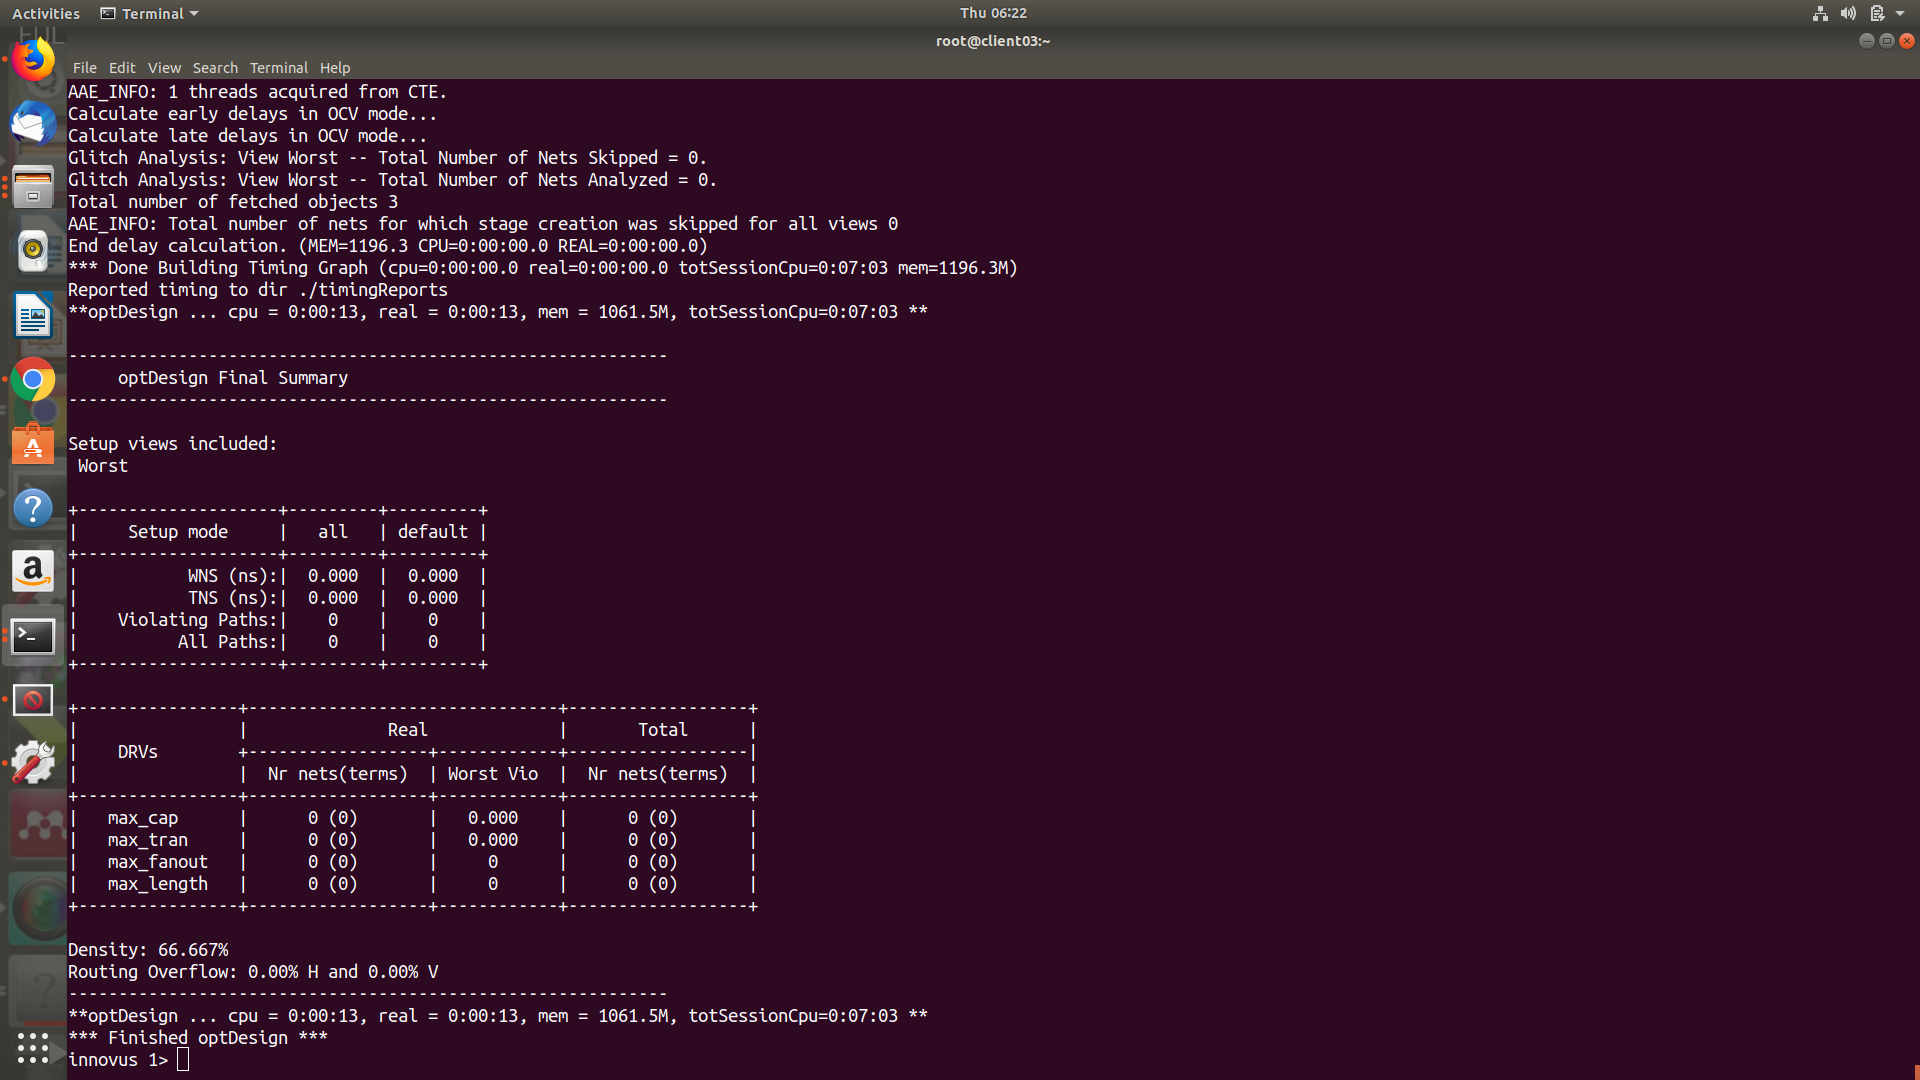 Activities Terminal Thu 06:22
root@client03:~
File Edit View Search Terminal Help
AAE_INFO: 1 threads acquired from CTE.
Calculate early delays in OCV mode...
Calculate late delays in OCV mode...
Glitch Analysis: View Worst -- Total Number of Nets Skipped = 0.
Glitch Analysis: View Worst -- Total Number of Nets Analyzed = 0.
Total number of fetched objects 3
AAE_INFO: Total number of nets for which stage creation was skipped for all views 0
End delay calculation. (MEM=1196.3 CPU=0:00:00.0 REAL=0:00:00.0)
*** Done Building Timing Graph (cpu=0:00:00.0 real=0:00:00.0 totSessionCpu=0:07:03 mem=1196.3M)
Reported timing to dir ./timingReports
**optDesign ... cpu = 0:00:13, real = 0:00:13, mem = 1061.5M, totSessionCpu=0:07:03 **
------------------------------------------------------------
     optDesign Final Summary
------------------------------------------------------------
Setup views included:
 Worst
+--------------------+---------+---------+
|     Setup mode     |   all   | default |
+--------------------+---------+---------+
|           WNS (ns):|  0.000  |  0.000  |
|           TNS (ns):|  0.000  |  0.000  |
|    Violating Paths:|    0    |    0    |
|          All Paths:|    0    |    0    |
+--------------------+---------+---------+
+----------------+-------------------------------+------------------+
|                |              Real             |       Total      |
|    DRVs        +------------------+------------+------------------|
|                |  Nr nets(terms)  | Worst Vio  |  Nr nets(terms)  |
+----------------+------------------+------------+------------------+
|   max_cap      |      0 (0)       |   0.000    |      0 (0)       |
|   max_tran     |      0 (0)       |   0.000    |      0 (0)       |
|   max_fanout   |      0 (0)       |     0      |      0 (0)       |
|   max_length   |      0 (0)       |     0      |      0 (0)       |
+----------------+------------------+------------+------------------+
Density: 66.667%
Routing Overflow: 0.00% H and 0.00% V
------------------------------------------------------------
**optDesign ... cpu = 0:00:13, real = 0:00:13, mem = 1061.5M, totSessionCpu=0:07:03 **
*** Finished optDesign ***
innovus 1>